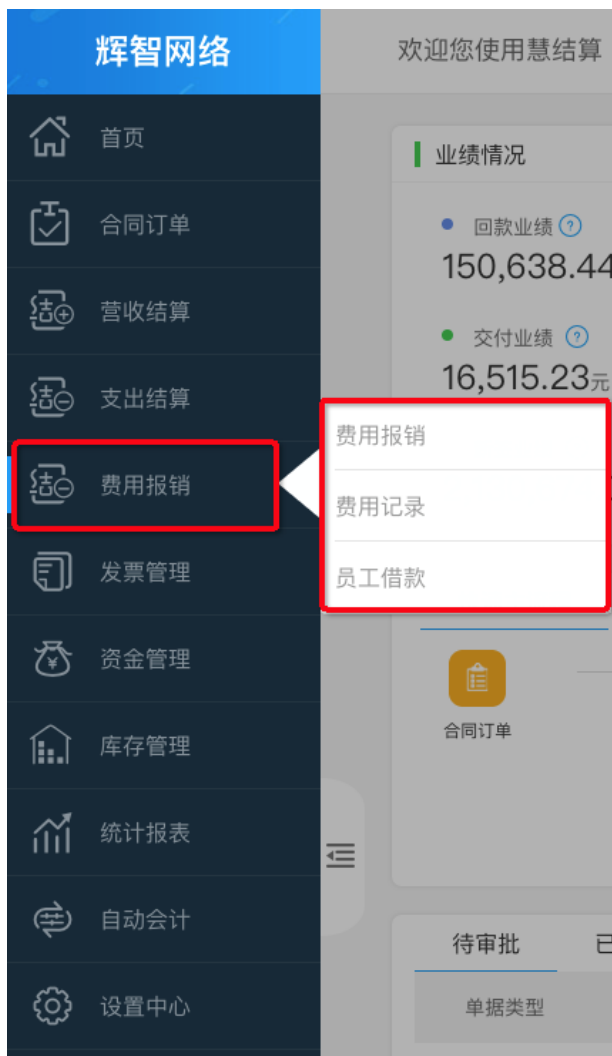 辉智网络
首页
合同订单
营收结算
支出结算
费用报销
发票管理
资金管理
库存管理
统计报表
自动会计
设置中心
欢迎您使用慧结算
业绩情况
回款业绩 ?
150,638.44
交付业绩 ?
16,515.23元
费用报销
费用记录
员工借款
合同订单
待审批
单据类型